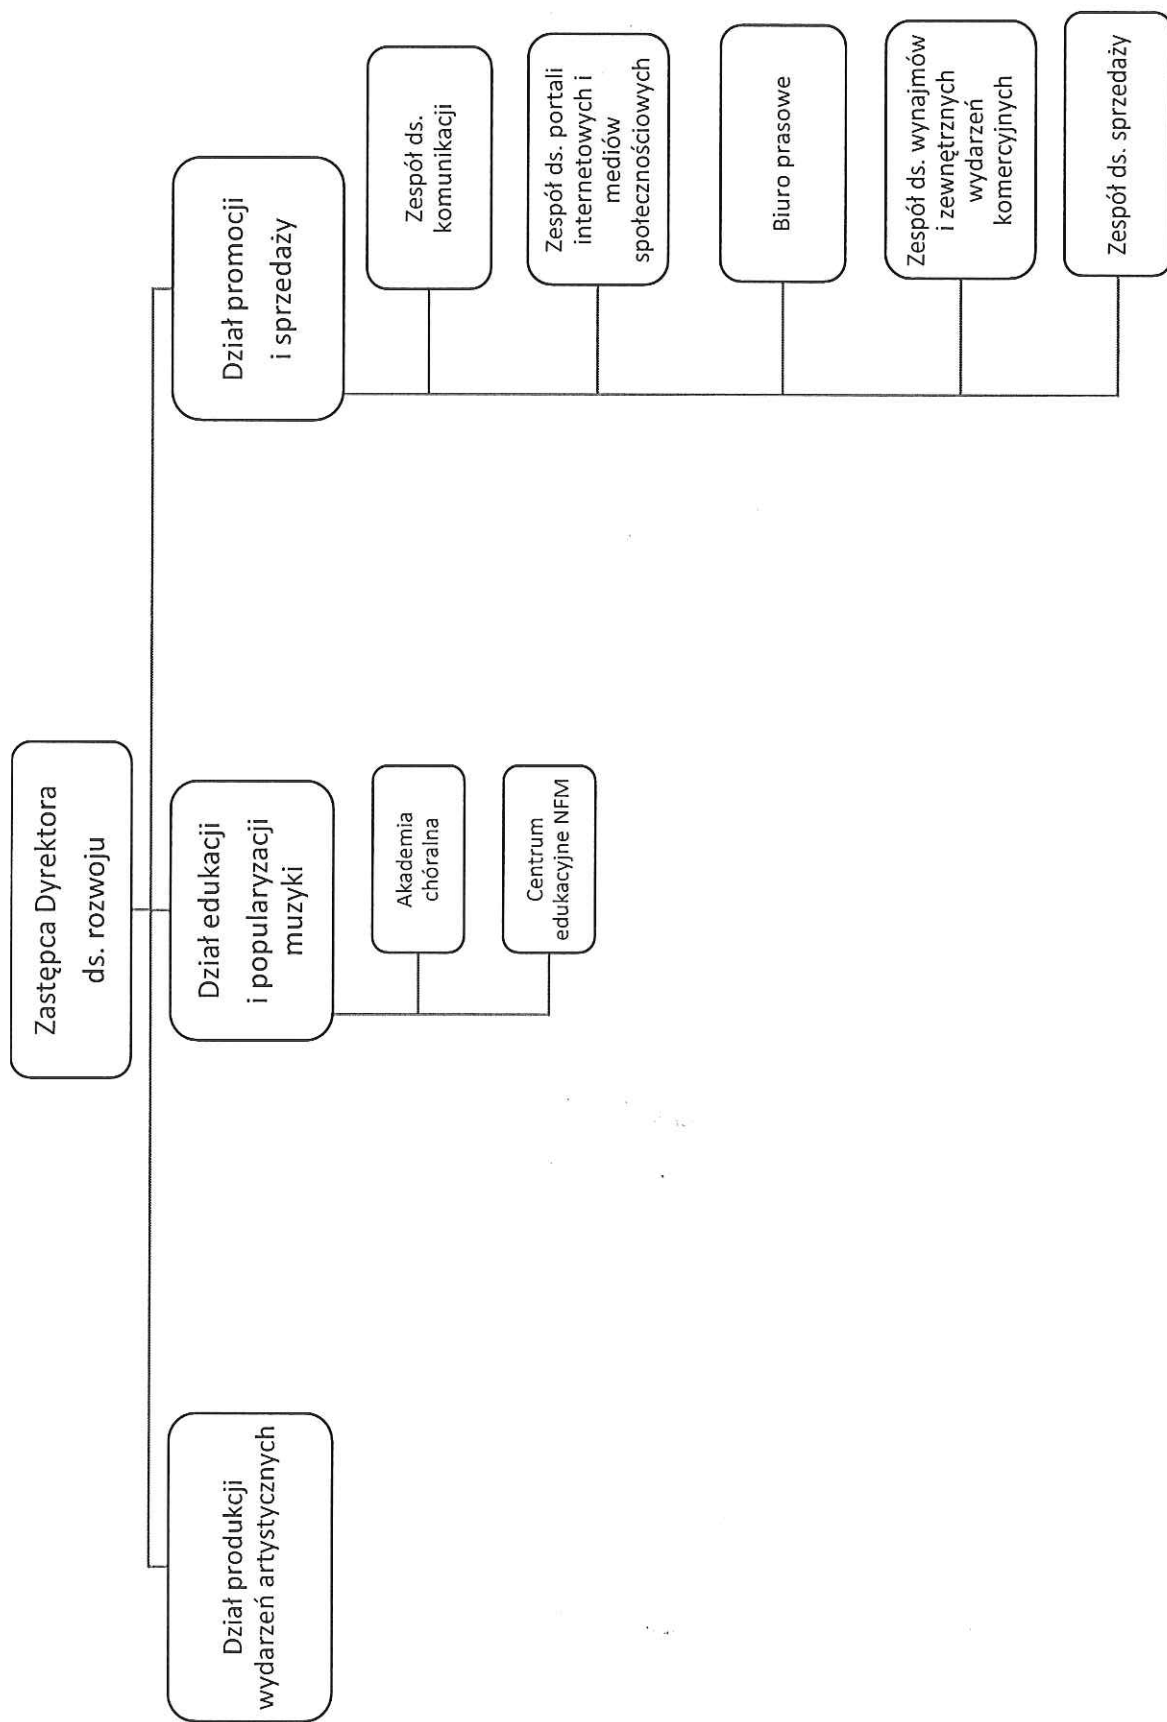 Zastępca Dyrektora
ds. rozwoju
Dział produkcji
wydarzeń artystycznych
Dział edukacji
i popularyzacji
muzyki
Akademia
chóralna
Centrum
edukacyjne NFM
Dział promocji
i sprzedaży
Zespół ds.
komunikacji
Zespół ds. portali
internetowych i
mediów
społecznościowych
Biuro prasowe
Zespół ds. wynajmów
i zewnętrznych
wydarzeń
komercyjnych
Zespół ds. sprzedaży